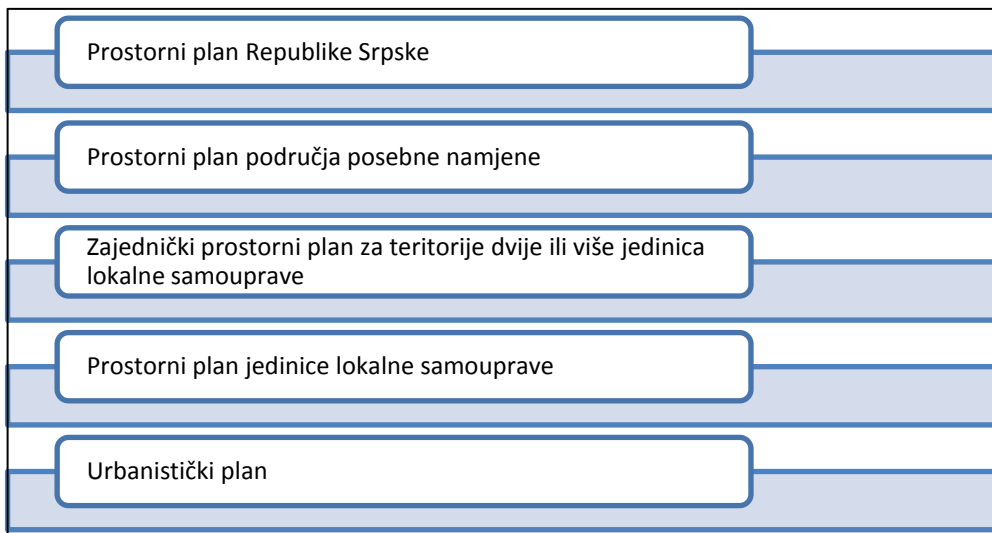 Prostorni plan Republike Srpske
Prostorni plan područja posebne namjene
Zajednički prostorni plan za teritorije dvije ili više jedinica
lokalne samouprave
Prostorni plan jedinice lokalne samouprave
Urbanistički plan